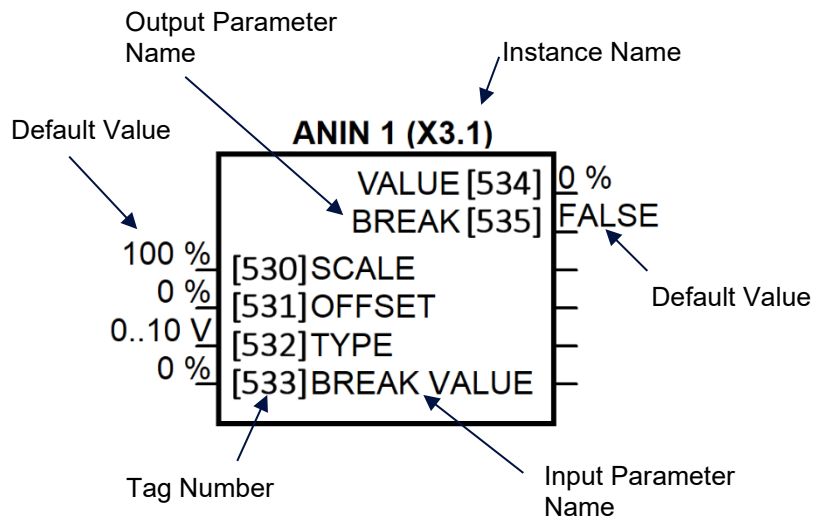 Output Parameter
Name
Instance Name
Default Value
ANIN 1 (X3.1)
VALUE [534] 0 %
BREAK [535] FALSE
100 % [530] SCALE
0 % [531] OFFSET
0..10 V [532] TYPE
0 % [533] BREAK VALUE
Default Value
Tag Number
Input Parameter
Name